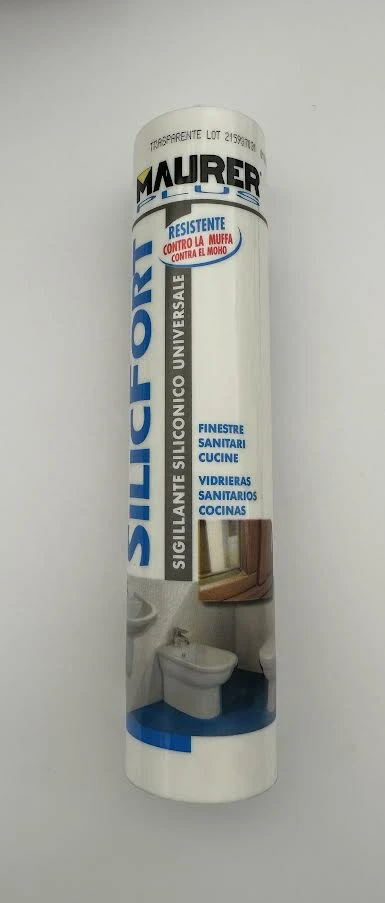 TRASPARENTE LOT
MAURER
PLUS
RESISTENTE
CONTRO LA MUFFA
CONTRA EL MOHO
SILICFORT
SIGILLANTE SILICONICO UNIVERSALE
FINESTRE
SANITARI
CUCINE
VIDRIERAS
SANITARIOS
COCINAS